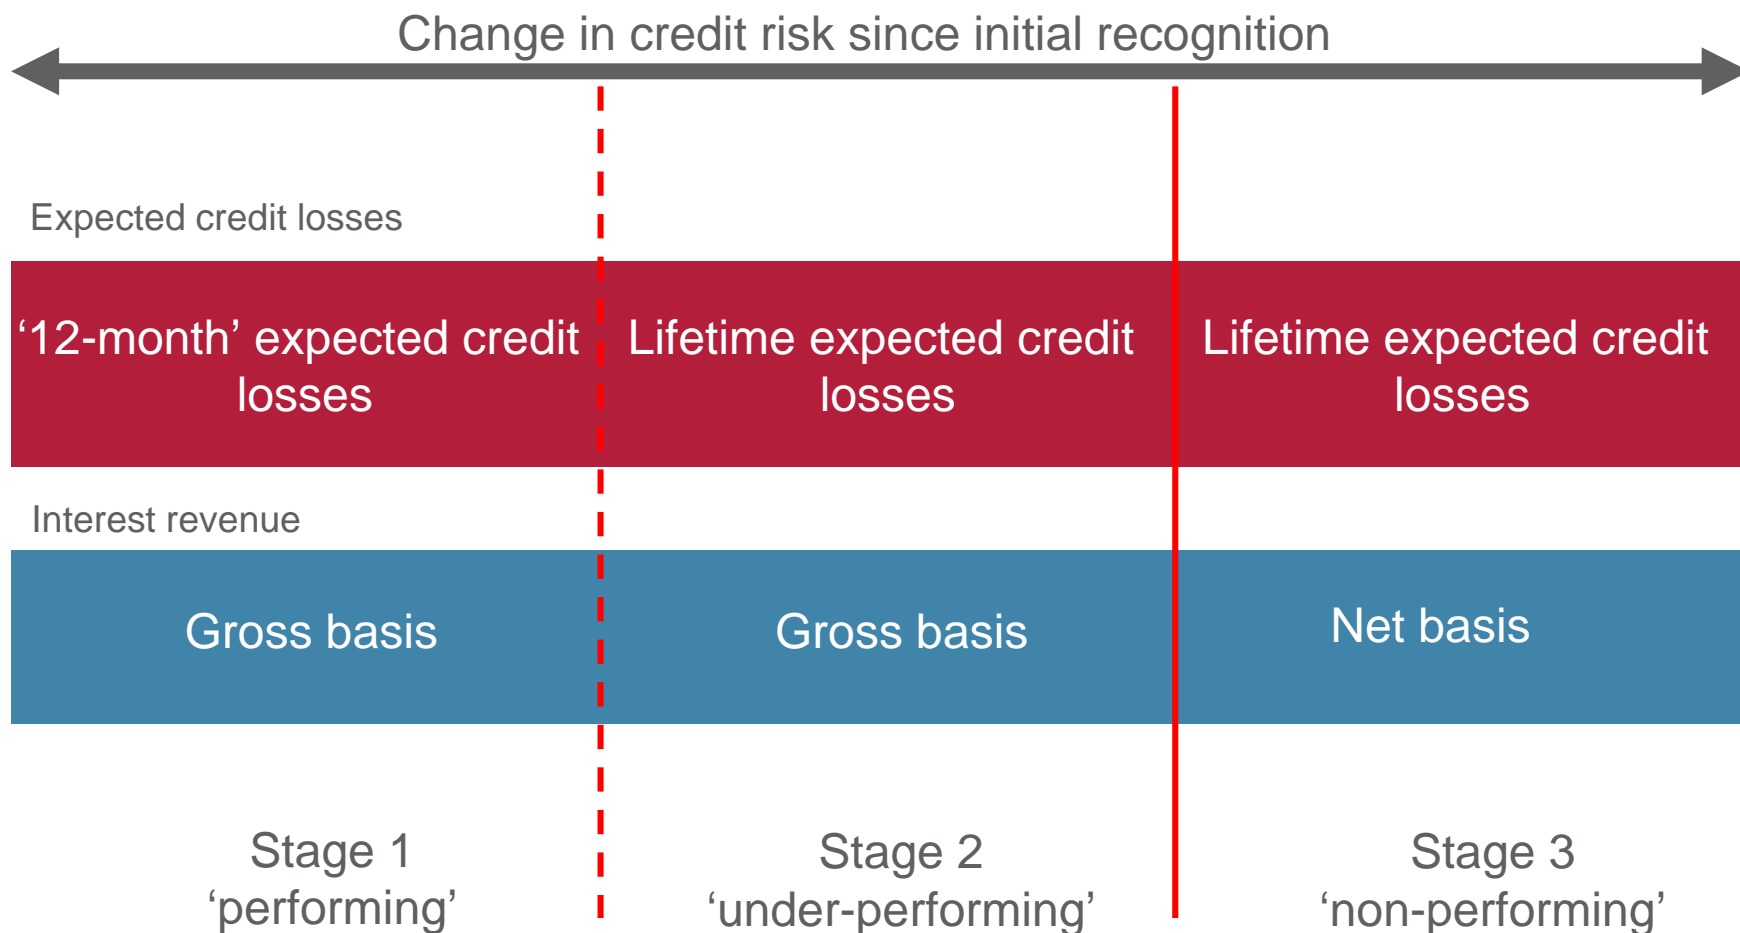 Change in credit risk since initial recognition
Expected credit losses
‘12-month’ expected credit
losses
Lifetime expected credit
losses
Lifetime expected credit
losses
Interest revenue
Gross basis
Gross basis
Net basis
Stage 1
‘performing’
Stage 2
‘under-performing’
Stage 3
‘non-performing’